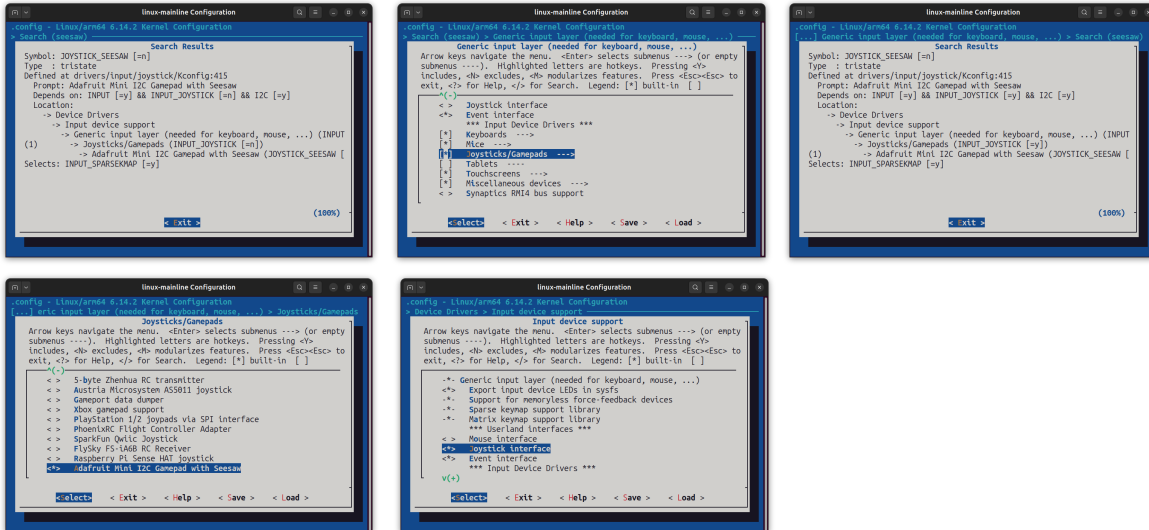 linux-mainline Configuration
.config - Linux/arm64 6.14.2 Kernel Configuration
> Search (seesaw)
Search Results
Symbol: JOYSTICK_SEESAW [=n]
Type : tristate
Defined at drivers/input/joystick/Kconfig:415
Prompt: Adafruit Mini I2C Gamepad with Seesaw
Depends on: INPUT [=y] && INPUT_JOYSTICK [=n] && I2C [=y]
Location:
-> Device Drivers
-> Input device support
-> Generic input layer (needed for keyboard, mouse, ...) (INPUT
(1) -> Joysticks/Gamepads (INPUT_JOYSTICK [=n])
-> Adafruit Mini I2C Gamepad with Seesaw (JOYSTICK_SEESAW [
Selects: INPUT_SPARSEKMAP [=y]
(100%)
< Exit >
linux-mainline Configuration
.config - Linux/arm64 6.14.2 Kernel Configuration
> Search (seesaw) > Generic input layer (needed for keyboard, mouse, ...)
Generic input layer (needed for keyboard, mouse, ...)
Arrow keys navigate the menu. <Enter> selects submenus ---> (or empty
submenus ----). Highlighted letters are hotkeys. Pressing <Y>
includes, <N> excludes, <M> modularizes features. Press <Esc><Esc> to
exit, <?> for Help, </> for Search. Legend: [*] built-in [ ]
^(-)
< > Joystick interface
<*> Event interface
*** Input Device Drivers ***
[*] Keyboards --->
[*] Mice --->
[*] Joysticks/Gamepads --->
[ ] Tablets ----
[*] Touchscreens --->
[*] Miscellaneous devices --->
< > Synaptics RMI4 bus support
<Select> < Exit > < Help > < Save > < Load >
linux-mainline Configuration
.config - Linux/arm64 6.14.2 Kernel Configuration
[...] Generic input layer (needed for keyboard, mouse, ...) > Search (seesaw)
Search Results
Symbol: JOYSTICK_SEESAW [=n]
Type : tristate
Defined at drivers/input/joystick/Kconfig:415
Prompt: Adafruit Mini I2C Gamepad with Seesaw
Depends on: INPUT [=y] && INPUT_JOYSTICK [=y] && I2C [=y]
Location:
-> Device Drivers
-> Input device support
-> Generic input layer (needed for keyboard, mouse, ...) (INPUT
-> Joysticks/Gamepads (INPUT_JOYSTICK [=y])
(1) -> Adafruit Mini I2C Gamepad with Seesaw (JOYSTICK_SEESAW [
Selects: INPUT_SPARSEKMAP [=y]
(100%)
< Exit >
linux-mainline Configuration
.config - Linux/arm64 6.14.2 Kernel Configuration
[...] eric input layer (needed for keyboard, mouse, ...) > Joysticks/Gamepads
Joysticks/Gamepads
Arrow keys navigate the menu. <Enter> selects submenus ---> (or empty
submenus ----). Highlighted letters are hotkeys. Pressing <Y>
includes, <N> excludes, <M> modularizes features. Press <Esc><Esc> to
exit, <?> for Help, </> for Search. Legend: [*] built-in [ ]
^(-)
< > 5-byte Zhenhua RC transmitter
< > Austria Microsystem AS5011 joystick
< > Gameport data dumper
< > Xbox gamepad support
< > PlayStation 1/2 joypads via SPI interface
< > PhoenixRC Flight Controller Adapter
< > SparkFun Qwiic Joystick
< > FlySky FS-iA6B RC Receiver
< > Raspberry Pi Sense HAT joystick
<*> Adafruit Mini I2C Gamepad with Seesaw
<Select> < Exit > < Help > < Save > < Load >
linux-mainline Configuration
.config - Linux/arm64 6.14.2 Kernel Configuration
> Device Drivers > Input device support
Input device support
Arrow keys navigate the menu. <Enter> selects submenus ---> (or empty
submenus ----). Highlighted letters are hotkeys. Pressing <Y>
includes, <N> excludes, <M> modularizes features. Press <Esc><Esc> to
exit, <?> for Help, </> for Search. Legend: [*] built-in [ ]
-*- Generic input layer (needed for keyboard, mouse, ...)
<*> Export input device LEDs in sysfs
-*- Support for memoryless force-feedback devices
-*- Sparse keymap support library
-*- Matrix keymap support library
*** Userland interfaces ***
< > Mouse interface
<*> Joystick interface
<*> Event interface
*** Input Device Drivers ***
v(+)
<Select> < Exit > < Help > < Save > < Load >